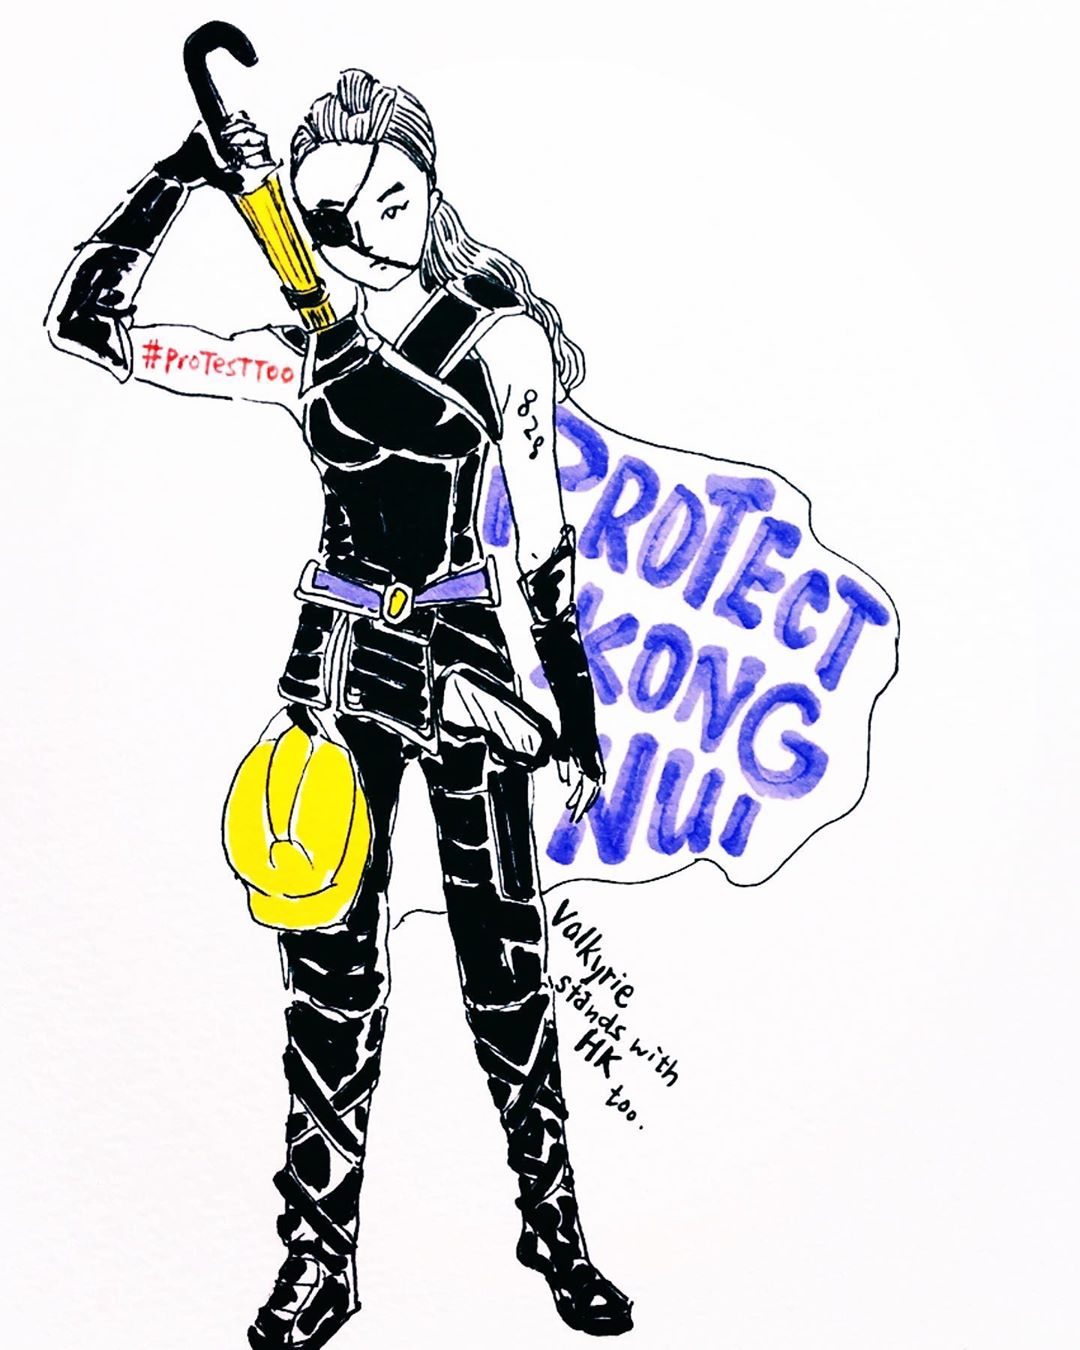 #ProTesTToo
828
PROTECT
KONG
NUi
Valkyrie
stands with
HK
too.